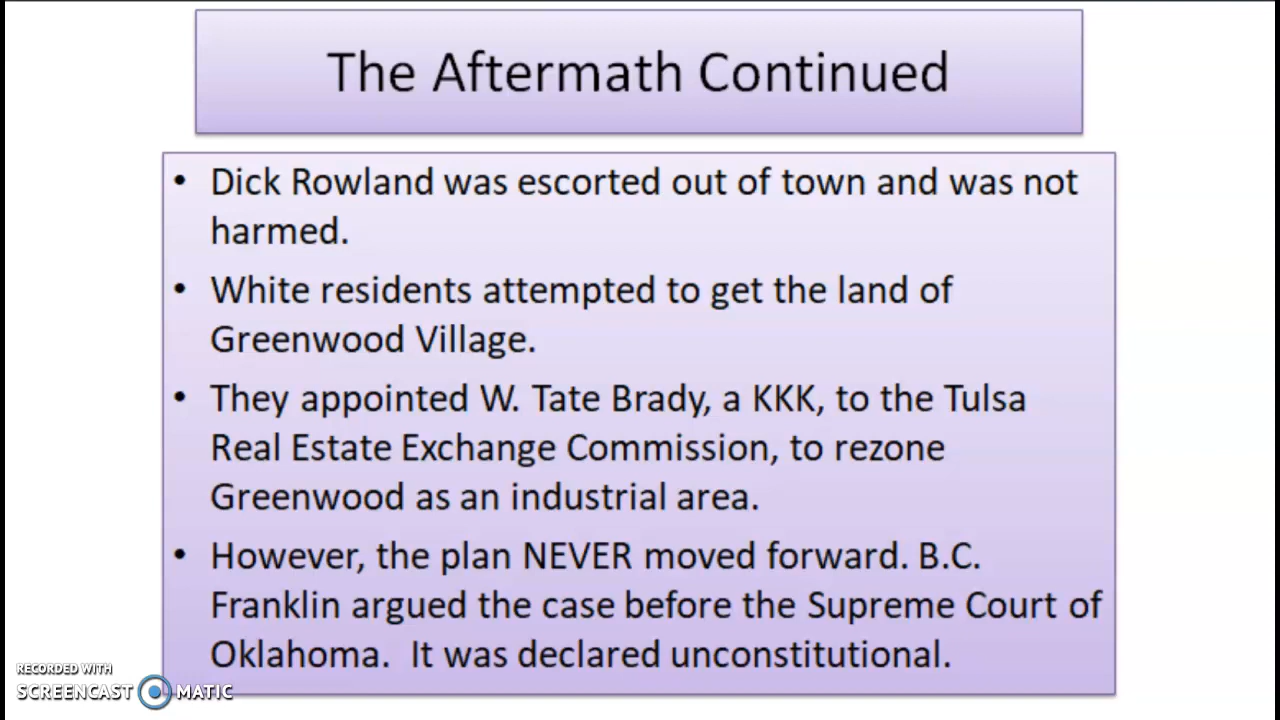 The Aftermath Continued
• Dick Rowland was escorted out of town and was not
harmed.
• White residents attempted to get the land of
Greenwood Village.
• They appointed W. Tate Brady, a KKK, to the Tulsa
Real Estate Exchange Commission, to rezone
Greenwood as an industrial area.
• However, the plan NEVER moved forward. B.C.
Franklin argued the case before the Supreme Court of
Oklahoma.  It was declared unconstitutional.
RECORDED WITH
SCREENCAST MATIC